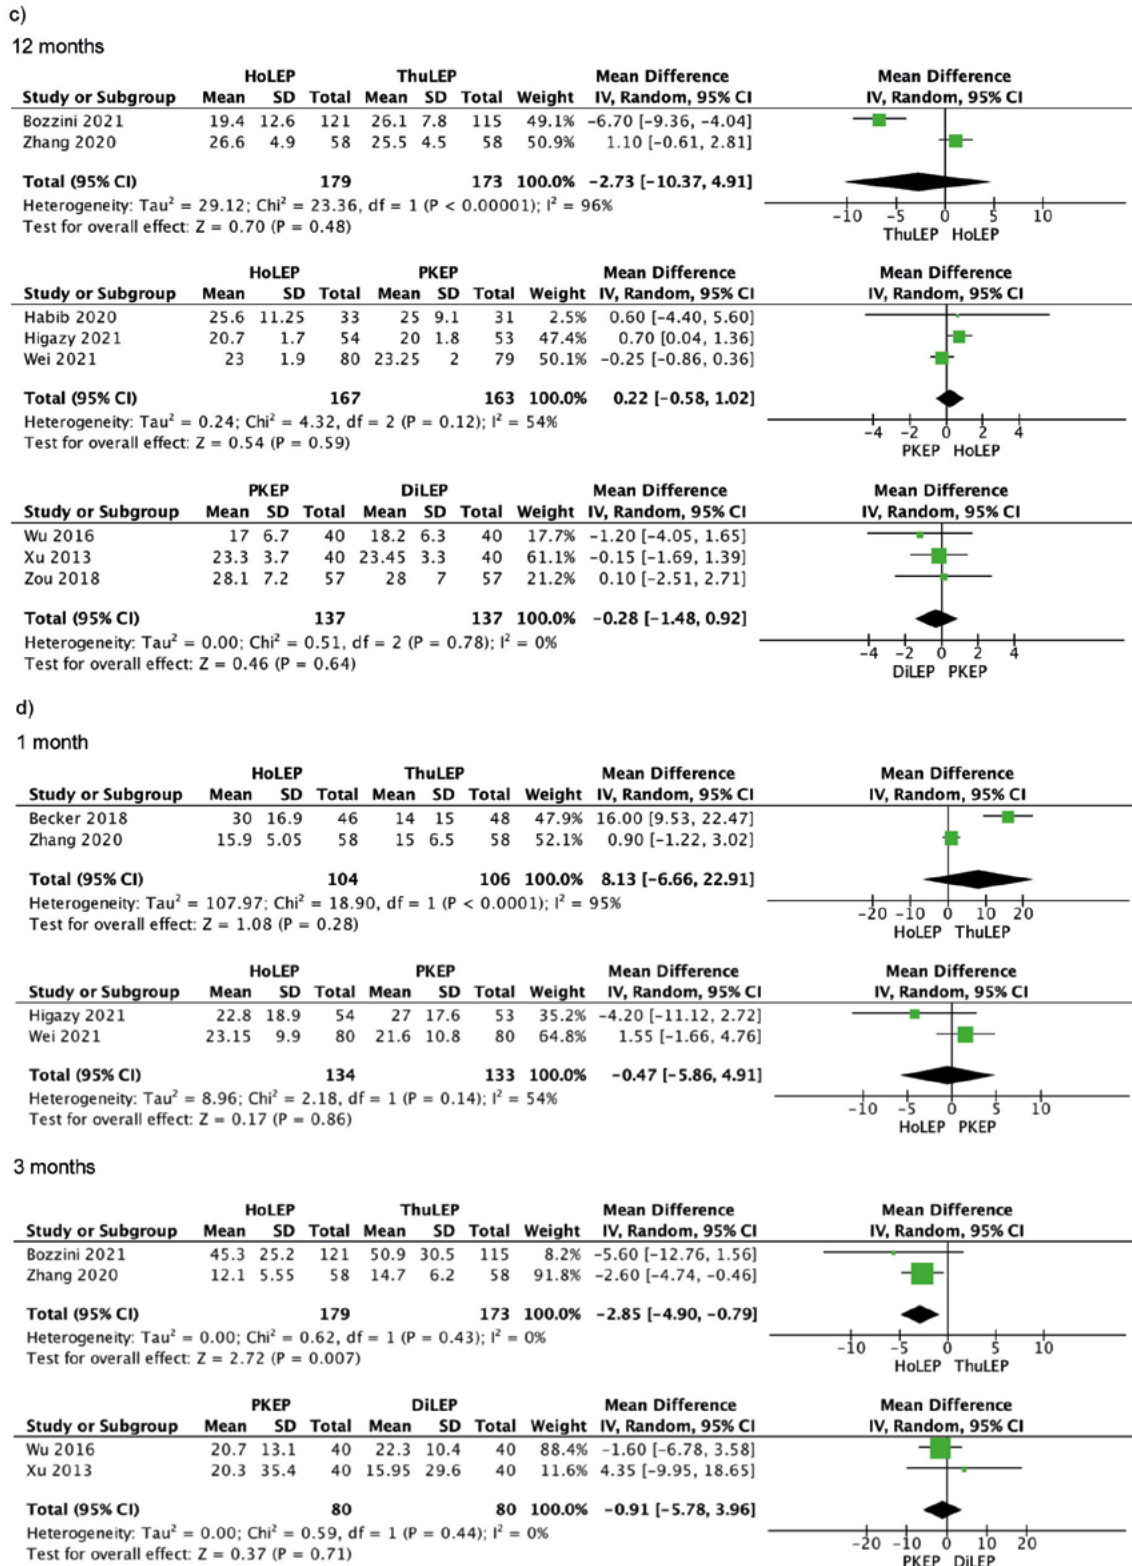 c)
12 months
HoLEP ThuLEP Mean Difference Mean Difference
Study or Subgroup Mean SD Total Mean SD Total Weight IV, Random, 95% CI IV, Random, 95% CI
Bozzini 2021 19.4 12.6 121 26.1 7.8 115 49.1% −6.70 [−9.36, −4.04]
Zhang 2020 26.6 4.9 58 25.5 4.5 58 50.9% 1.10 [−0.61, 2.81]
Total (95% CI) 179 173 100.0% −2.73 [−10.37, 4.91]
Heterogeneity: Tau² = 29.12; Chi² = 23.36, df = 1 (P < 0.00001); I² = 96%
Test for overall effect: Z = 0.70 (P = 0.48)
−10 −5 0 5 10
ThuLEP HoLEP
HoLEP PKEP Mean Difference Mean Difference
Study or Subgroup Mean SD Total Mean SD Total Weight IV, Random, 95% CI IV, Random, 95% CI
Habib 2020 25.6 11.25 33 25 9.1 31 2.5% 0.60 [−4.40, 5.60]
Higazy 2021 20.7 1.7 54 20 1.8 53 47.4% 0.70 [0.04, 1.36]
Wei 2021 23 1.9 80 23.25 2 79 50.1% −0.25 [−0.86, 0.36]
Total (95% CI) 167 163 100.0% 0.22 [−0.58, 1.02]
Heterogeneity: Tau² = 0.24; Chi² = 4.32, df = 2 (P = 0.12); I² = 54%
Test for overall effect: Z = 0.54 (P = 0.59)
−4 −2 0 2 4
PKEP HoLEP
PKEP DiLEP Mean Difference Mean Difference
Study or Subgroup Mean SD Total Mean SD Total Weight IV, Random, 95% CI IV, Random, 95% CI
Wu 2016 17 6.7 40 18.2 6.3 40 17.7% −1.20 [−4.05, 1.65]
Xu 2013 23.3 3.7 40 23.45 3.3 40 61.1% −0.15 [−1.69, 1.39]
Zou 2018 28.1 7.2 57 28 7 57 21.2% 0.10 [−2.51, 2.71]
Total (95% CI) 137 137 100.0% −0.28 [−1.48, 0.92]
Heterogeneity: Tau² = 0.00; Chi² = 0.51, df = 2 (P = 0.78); I² = 0%
Test for overall effect: Z = 0.46 (P = 0.64)
−4 −2 0 2 4
DiLEP PKEP
d)
1 month
HoLEP ThuLEP Mean Difference Mean Difference
Study or Subgroup Mean SD Total Mean SD Total Weight IV, Random, 95% CI IV, Random, 95% CI
Becker 2018 30 16.9 46 14 15 48 47.9% 16.00 [9.53, 22.47]
Zhang 2020 15.9 5.05 58 15 6.5 58 52.1% 0.90 [−1.22, 3.02]
Total (95% CI) 104 106 100.0% 8.13 [−6.66, 22.91]
Heterogeneity: Tau² = 107.97; Chi² = 18.90, df = 1 (P < 0.0001); I² = 95%
Test for overall effect: Z = 1.08 (P = 0.28)
−20 −10 0 10 20
HoLEP ThuLEP
HoLEP PKEP Mean Difference Mean Difference
Study or Subgroup Mean SD Total Mean SD Total Weight IV, Random, 95% CI IV, Random, 95% CI
Higazy 2021 22.8 18.9 54 27 17.6 53 35.2% −4.20 [−11.12, 2.72]
Wei 2021 23.15 9.9 80 21.6 10.8 80 64.8% 1.55 [−1.66, 4.76]
Total (95% CI) 134 133 100.0% −0.47 [−5.86, 4.91]
Heterogeneity: Tau² = 8.96; Chi² = 2.18, df = 1 (P = 0.14); I² = 54%
Test for overall effect: Z = 0.17 (P = 0.86)
−10 −5 0 5 10
HoLEP PKEP
3 months
HoLEP ThuLEP Mean Difference Mean Difference
Study or Subgroup Mean SD Total Mean SD Total Weight IV, Random, 95% CI IV, Random, 95% CI
Bozzini 2021 45.3 25.2 121 50.9 30.5 115 8.2% −5.60 [−12.76, 1.56]
Zhang 2020 12.1 5.55 58 14.7 6.2 58 91.8% −2.60 [−4.74, −0.46]
Total (95% CI) 179 173 100.0% −2.85 [−4.90, −0.79]
Heterogeneity: Tau² = 0.00; Chi² = 0.62, df = 1 (P = 0.43); I² = 0%
Test for overall effect: Z = 2.72 (P = 0.007)
−10 −5 0 5 10
HoLEP ThuLEP
PKEP DiLEP Mean Difference Mean Difference
Study or Subgroup Mean SD Total Mean SD Total Weight IV, Random, 95% CI IV, Random, 95% CI
Wu 2016 20.7 13.1 40 22.3 10.4 40 88.4% −1.60 [−6.78, 3.58]
Xu 2013 20.3 35.4 40 15.95 29.6 40 11.6% 4.35 [−9.95, 18.65]
Total (95% CI) 80 80 100.0% −0.91 [−5.78, 3.96]
Heterogeneity: Tau² = 0.00; Chi² = 0.59, df = 1 (P = 0.44); I² = 0%
Test for overall effect: Z = 0.37 (P = 0.71)
−20 −10 0 10 20
PKEP DiLEP